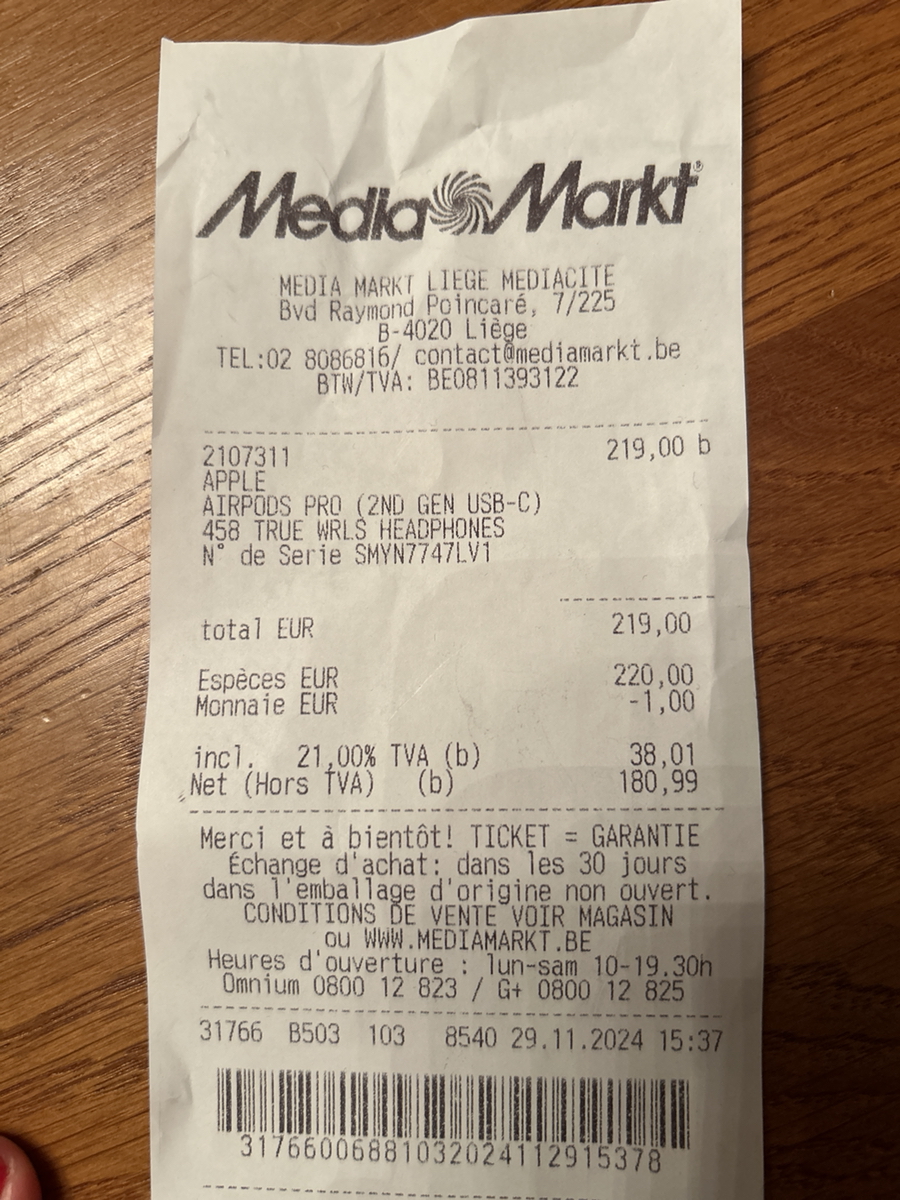 MediaMarkt®
MEDIA MARKT LIEGE MEDIACITE
Bvd Raymond Poincaré, 7/225
B-4020 Liège
TEL:02 8086816/ contact@mediamarkt.be
BTW/TVA: BE0811393122
2107311 219,00 b
APPLE
AIRPODS PRO (2ND GEN USB-C)
458 TRUE WRLS HEADPHONES
N° de Serie SMYN7747LV1
total EUR 219,00
Espèces EUR 220,00
Monnaie EUR -1,00
incl. 21,00% TVA (b) 38,01
Net (Hors TVA) (b) 180,99
Merci et à bientôt! TICKET = GARANTIE
Échange d'achat: dans les 30 jours
dans l'emballage d'origine non ouvert.
CONDITIONS DE VENTE VOIR MAGASIN
ou WWW.MEDIAMARKT.BE
Heures d'ouverture : lun-sam 10-19.30h
Omnium 0800 12 823 / G+ 0800 12 825
31766 B503 103 8540 29.11.2024 15:37
31766006881032024112915378